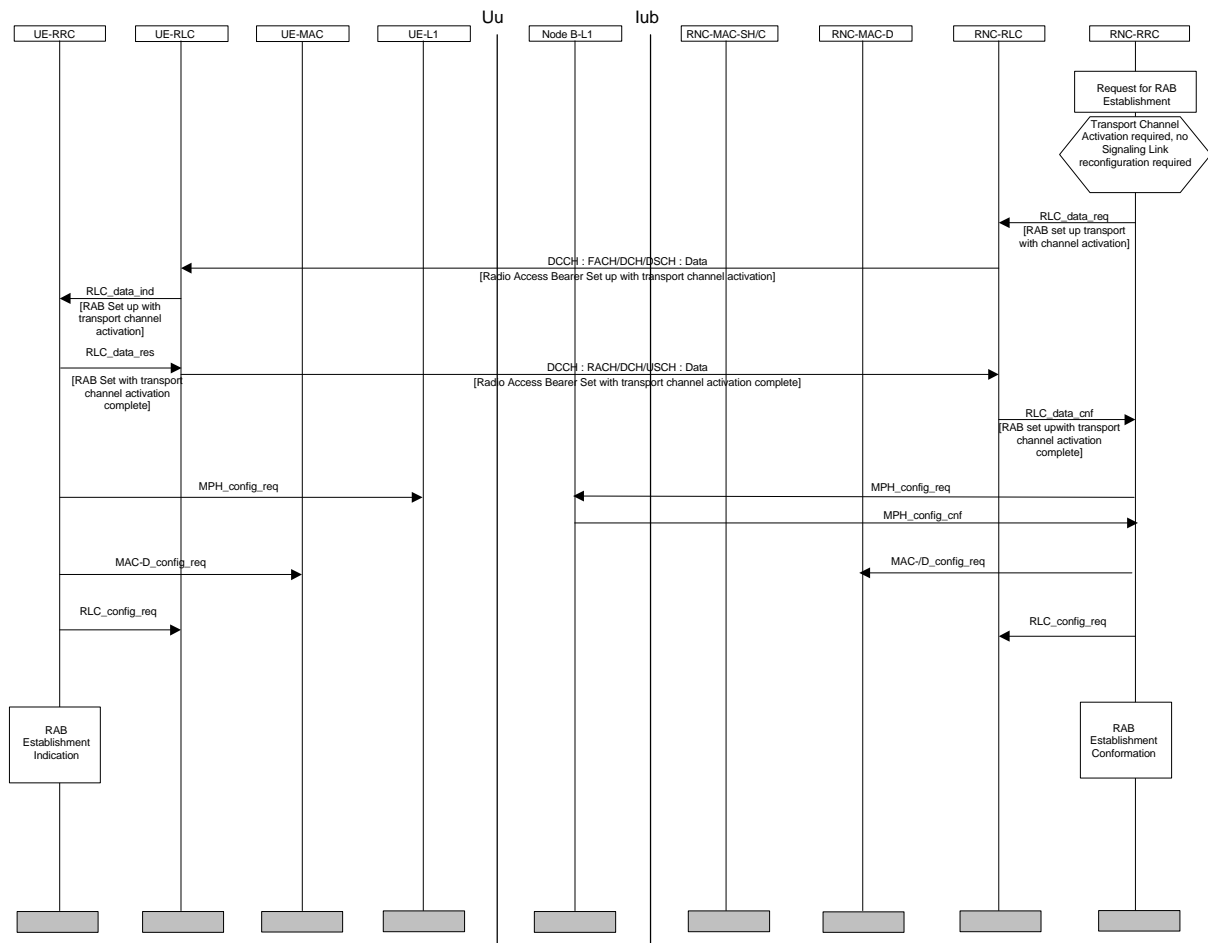 Uu
Iub
UE-RRC
UE-RLC
UE-MAC
UE-L1
Node B-L1
RNC-MAC-SH/C
RNC-MAC-D
RNC-RLC
RNC-RRC
Request for RAB
Establishment
Transport Channel
Activation required, no
Signaling Link
reconfiguration required
RLC_data_req
[RAB set up transport
with channel activation]
DCCH : FACH/DCH/DSCH : Data
[Radio Access Bearer Set up with transport channel activation]
RLC_data_ind
[RAB Set up with
transport channel
activation]
RLC_data_res
[RAB Set with transport
channel activation
complete]
DCCH : RACH/DCH/USCH : Data
[Radio Access Bearer Set with transport channel activation complete]
RLC_data_cnf
[RAB set upwith transport
channel activation
complete]
MPH_config_req
MPH_config_req
MPH_config_cnf
MAC-D_config_req
MAC-/D_config_req
RLC_config_req
RLC_config_req
RAB
Establishment
Indication
RAB
Establishment
Conformation